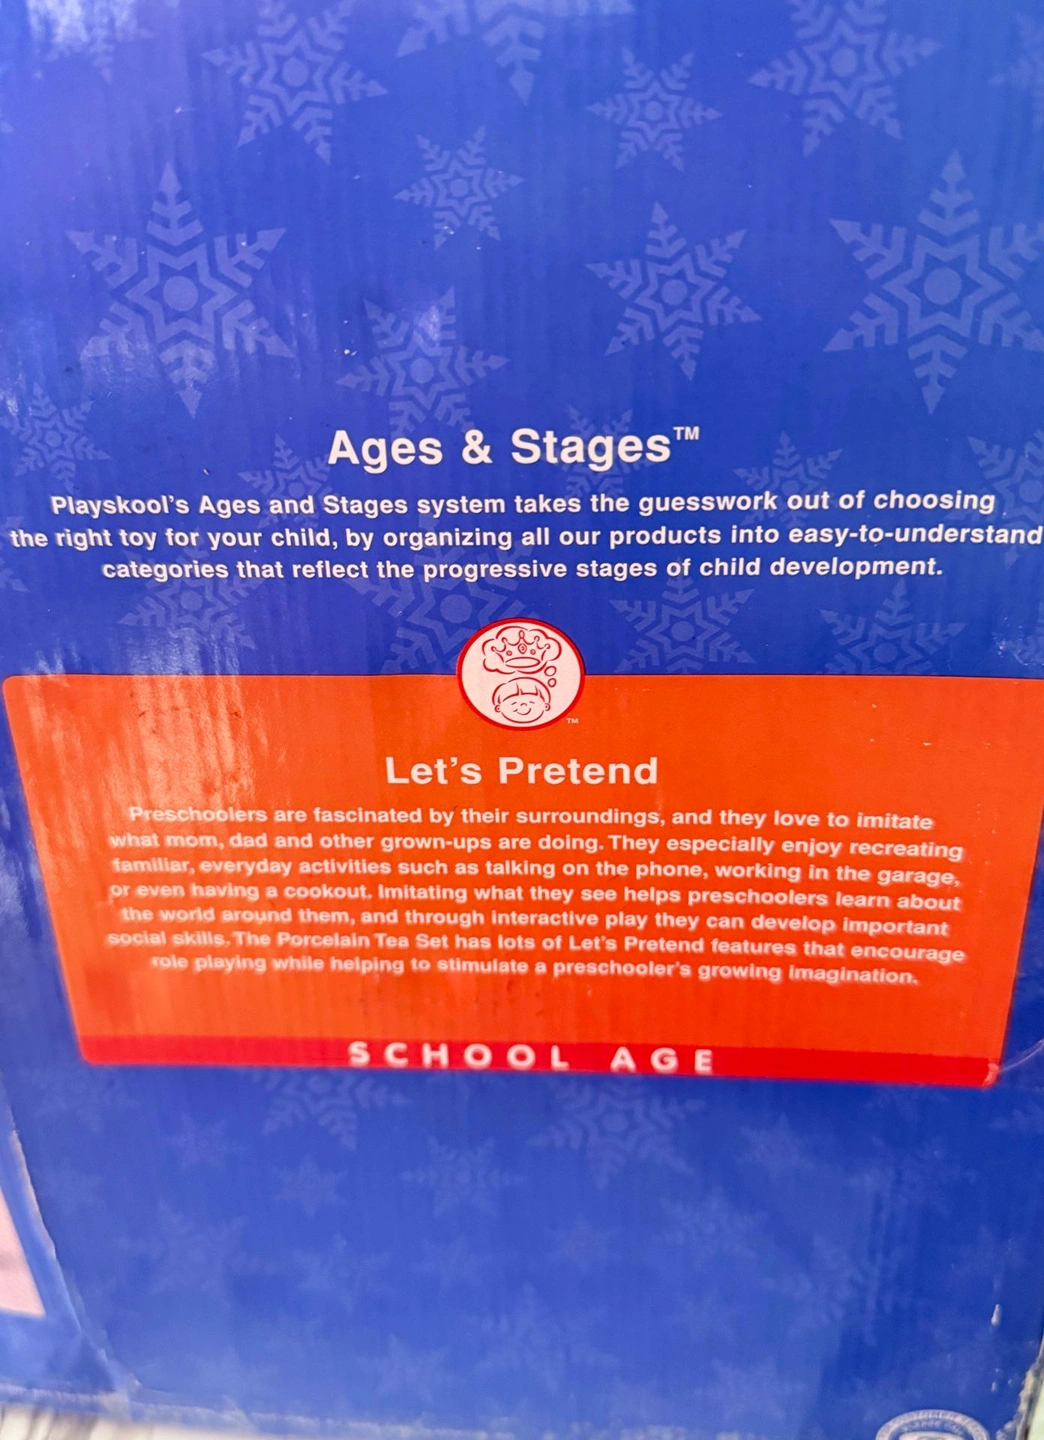 Ages & Stages™
Playskool's Ages and Stages system takes the guesswork out of choosing
the right toy for your child, by organizing all our products into easy-to-understand
categories that reflect the progressive stages of child development.
TM
Let's Pretend
Preschoolers are fascinated by their surroundings, and they love to imitate
what mom, dad and other grown-ups are doing. They especially enjoy recreating
familiar, everyday activities such as talking on the phone, working in the garage,
or even having a cookout. Imitating what they see helps preschoolers learn about
the world around them, and through interactive play they can develop important
social skills. The Porcelain Tea Set has lots of Let's Pretend features that encourage
role playing while helping to stimulate a preschooler's growing imagination.
SCHOOL AGE